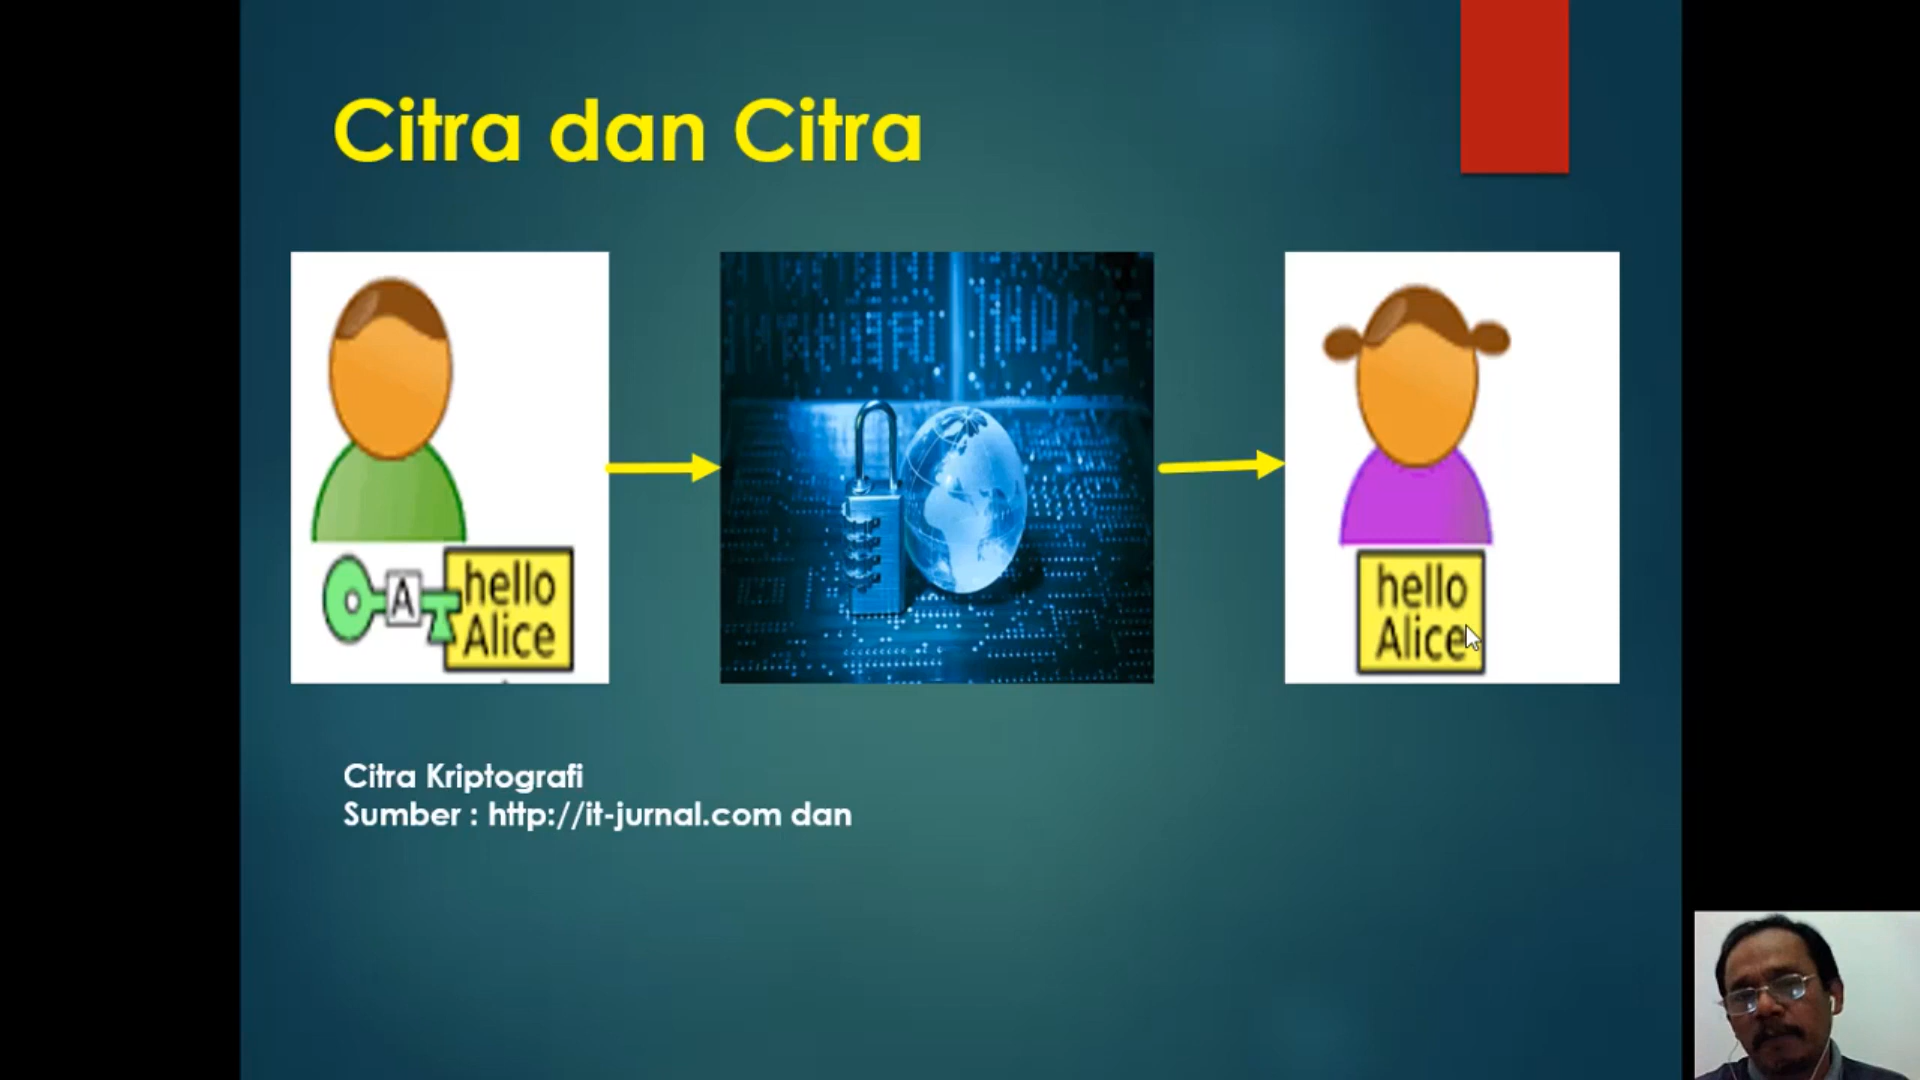 Citra dan Citra
A
hello
Alice
hello
Alice
Citra Kriptografi
Sumber : http://it-jurnal.com dan